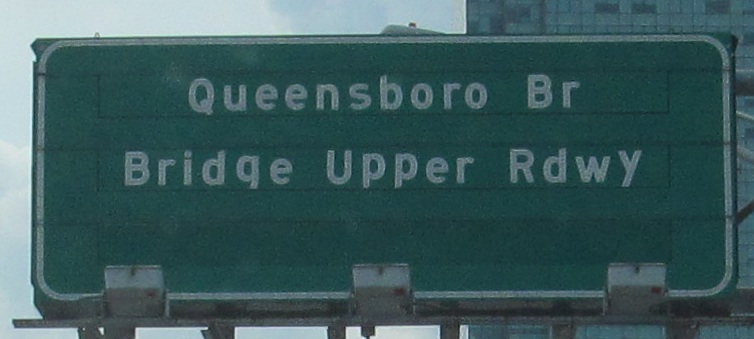 Queensboro Br
Bridge Upper Rdwy